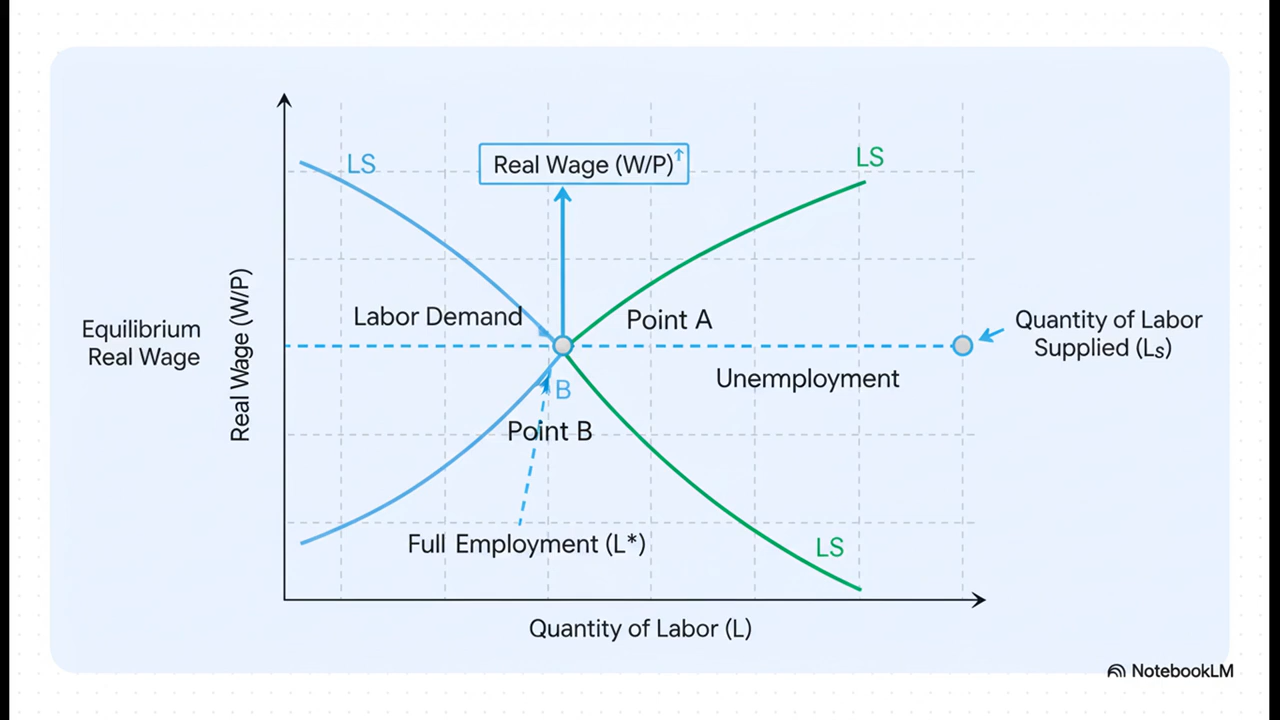 LS
Real Wage (W/P)↑
LS
Labor Demand
Point A
Equilibrium
Real Wage
Real Wage (W/P)
Quantity of Labor
Supplied (Ls)
Unemployment
B
Point B
Full Employment (L*)
LS
Quantity of Labor (L)
NotebookLM